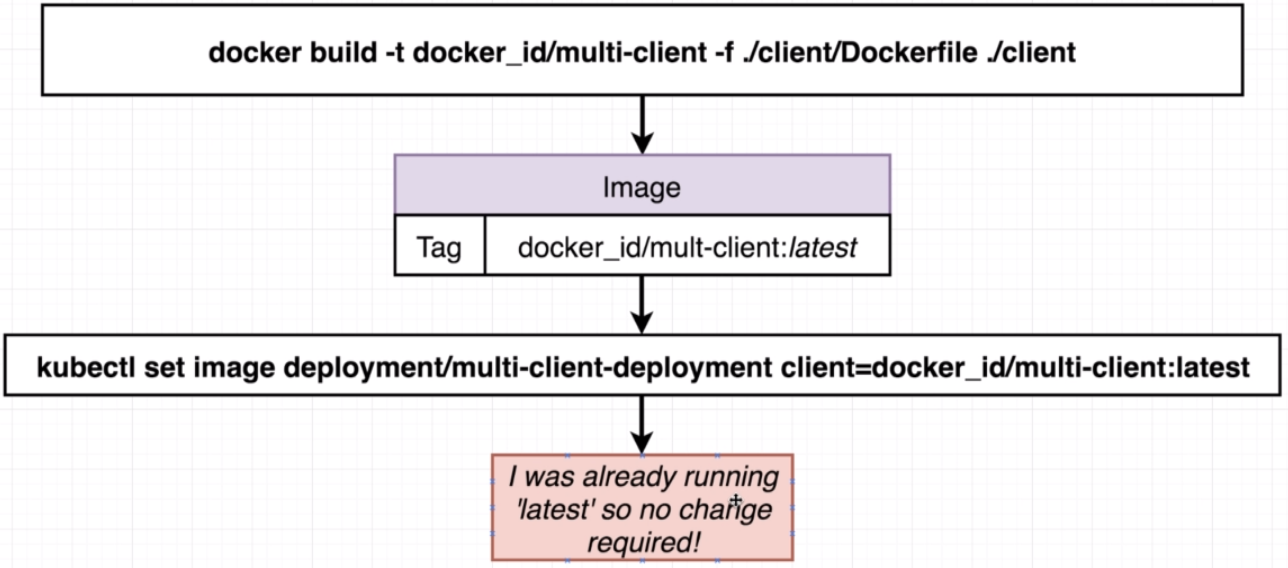 docker build -t docker_id/multi-client -f ./client/Dockerfile ./client
Image
Tag docker_id/mult-client:latest
kubectl set image deployment/multi-client-deployment client=docker_id/multi-client:latest
I was already running
'latest' so no change
required!